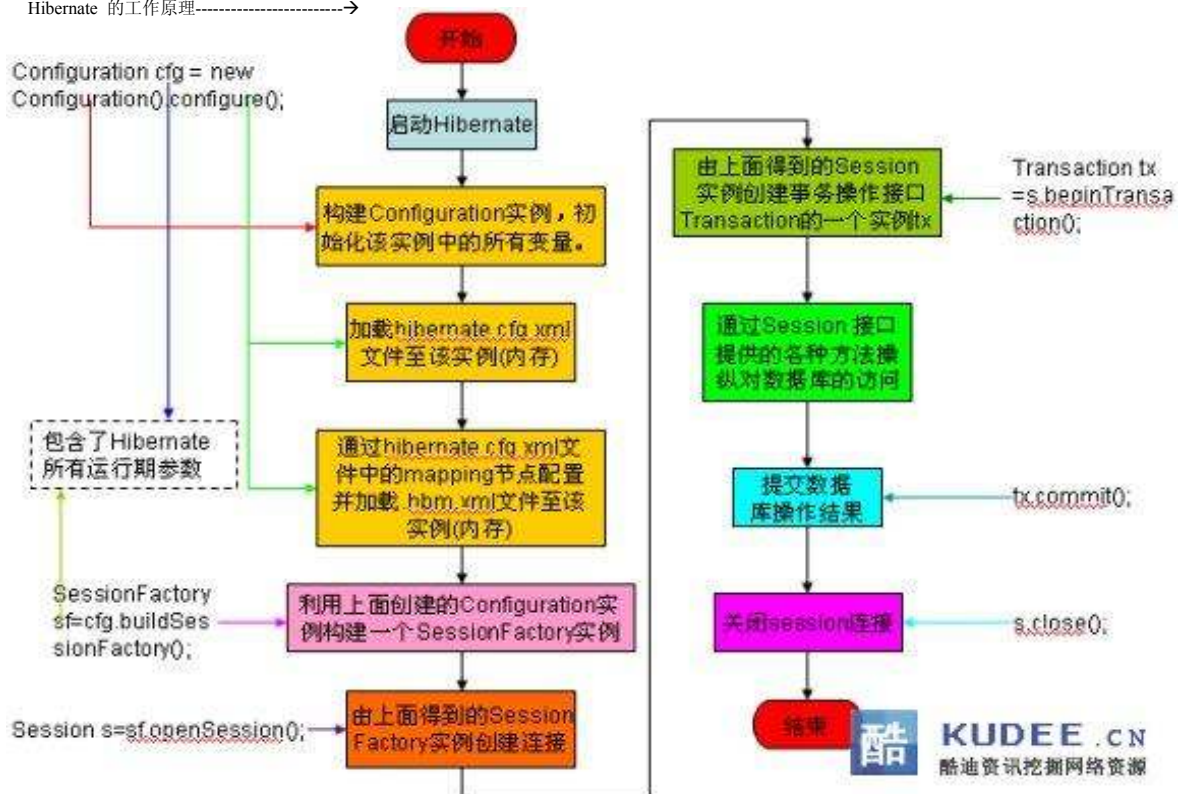 Hibernate 的工作原理------------------------→
开始
Configuration cfg = new
Configuration().configure();
启动Hibernate
构建Configuration实例，初
始化该实例中的所有变量。
加载hibernate.cfg.xml
文件至该实例(内存)
包含了Hibernate
所有运行期参数
通过hibernate.cfg.xml文
件中的mapping节点配置
并加载.hbm.xml文件至该
实例(内存)
SessionFactory
sf=cfg.buildSes
sionFactory();
利用上面创建的Configuration实
例构建一个SessionFactory实例
Session s=sf.openSession();
由上面得到的Session
Factory实例创建连接
由上面得到的Session
实例创建事务操作接口
Transaction的一个实例tx
Transaction tx
=s.beginTransa
ction();
通过Session 接口
提供的各种方法操
纵对数据库的访问
提交数据
库操作结果
tx.commit();
关闭session连接
s.close();
结束
酷
KUDEE.CN
酷迪资讯挖掘网络资源